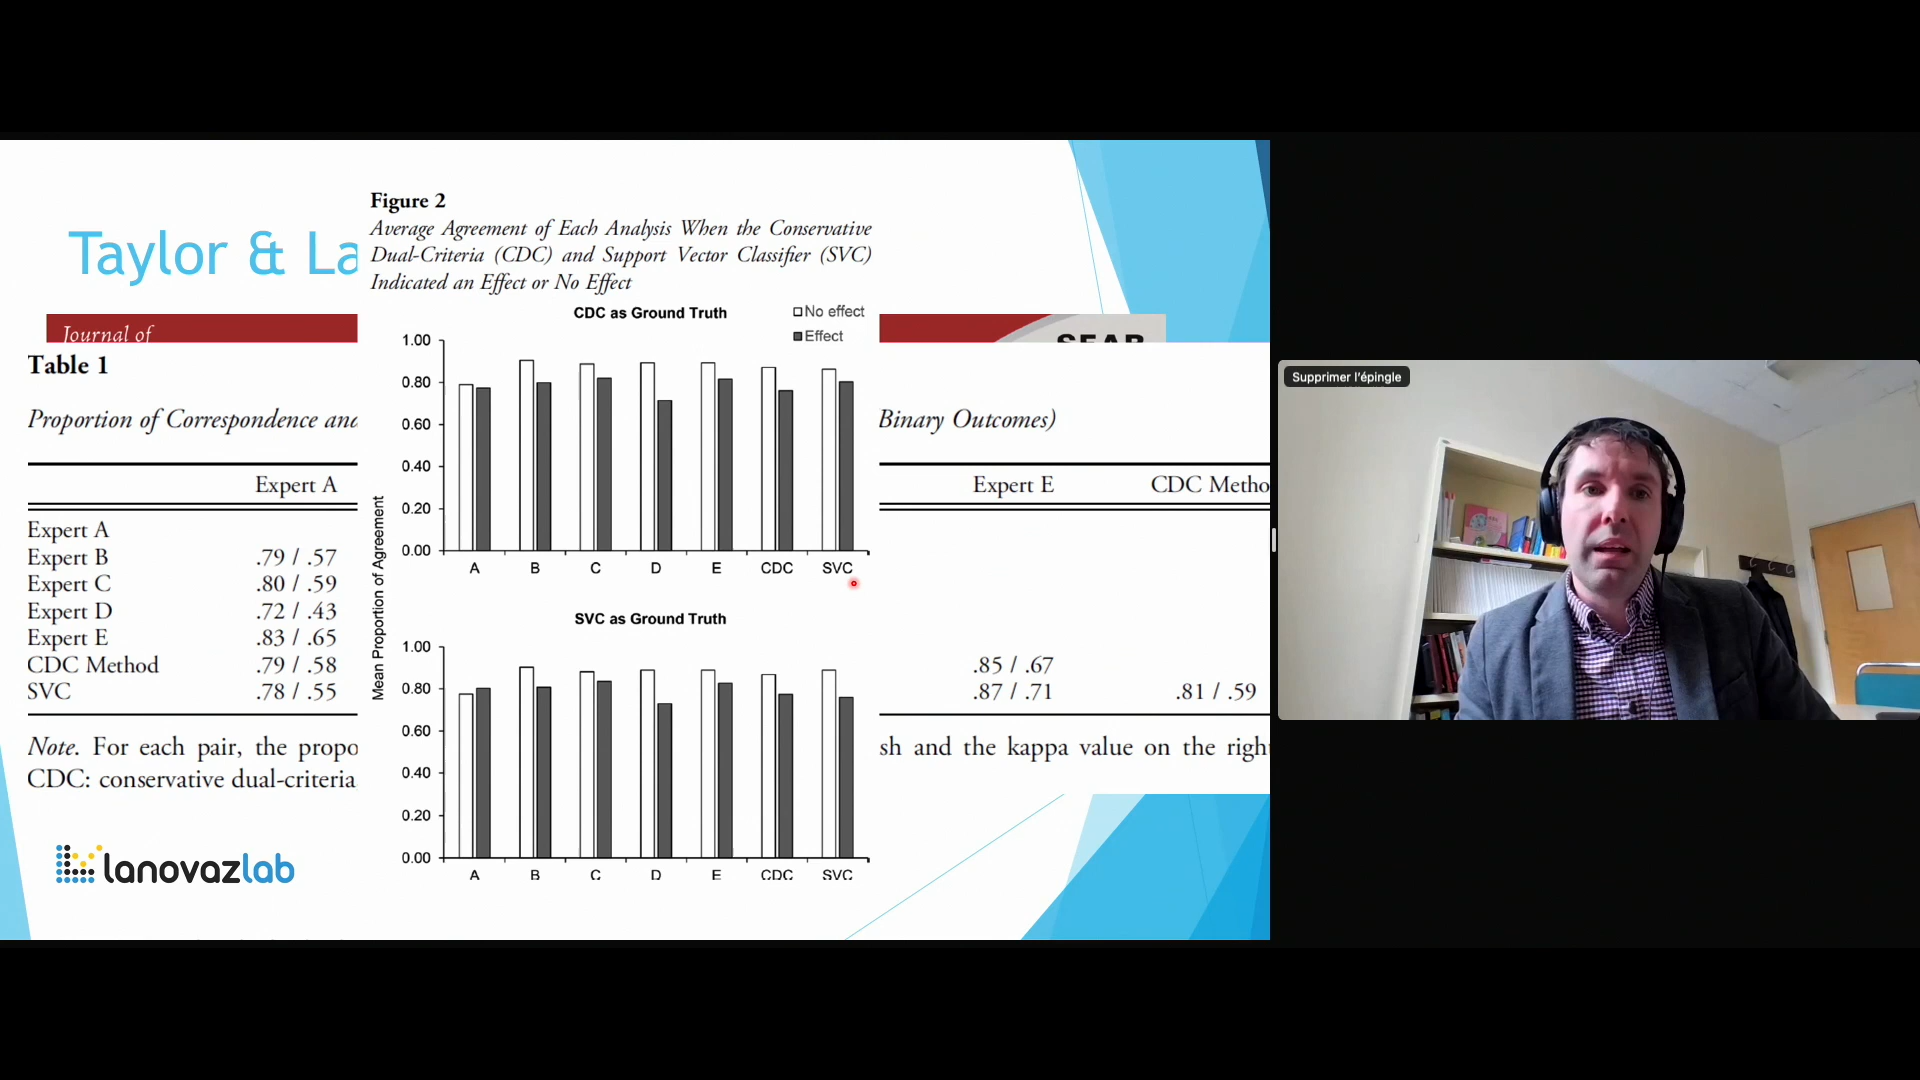 Figure 2
Average Agreement of Each Analysis When the Conservative
Dual-Criteria (CDC) and Support Vector Classifier (SVC)
Indicated an Effect or No Effect
Taylor & La
Journal of
CDC as Ground Truth
No effect
Effect
1.00
0.80
0.60
0.40
0.20
0.00
A B C D E CDC SVC
Mean Proportion of Agreement
SVC as Ground Truth
1.00
0.80
0.60
0.40
0.20
0.00
A B C D E CDC SVC
Table 1
Proportion of Correspondence and
Binary Outcomes)
Expert A Expert E CDC Metho
Expert A
Expert B .79 / .57
Expert C .80 / .59
Expert D .72 / .43
Expert E .83 / .65
CDC Method .79 / .58 .85 / .67
SVC .78 / .55 .87 / .71 .81 / .59
Note. For each pair, the propo
sh and the kappa value on the right
CDC: conservative dual-criteria.
lanovazlab
Supprimer l'épingle